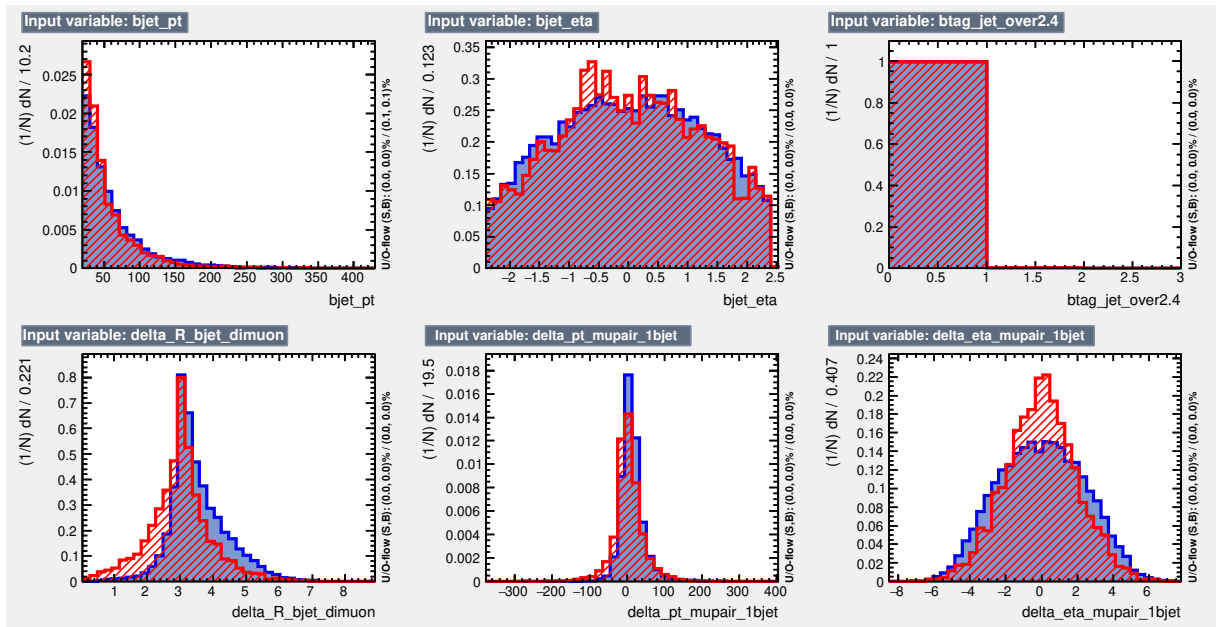 Input variable: bjet_pt
(1/N) dN / 10.2
0.025
0.02
0.015
0.01
0.005
0
50 100 150 200 250 300 350 400
bjet_pt
U/O-flow (S,B): (0.0, 0.0)% / (0.1, 0.1)%
Input variable: bjet_eta
(1/N) dN / 0.123
0.35
0.3
0.25
0.2
0.15
0.1
0.05
0
−2 −1.5 −1 −0.5 0 0.5 1 1.5 2 2.5
bjet_eta
U/O-flow (S,B): (0.0, 0.0)% / (0.0, 0.0)%
Input variable: btag_jet_over2.4
(1/N) dN / 1
1
0.8
0.6
0.4
0.2
0
0 0.5 1 1.5 2 2.5 3
btag_jet_over2.4
U/O-flow (S,B): (0.0, 0.0)% / (0.0, 0.0)%
Input variable: delta_R_bjet_dimuon
(1/N) dN / 0.221
0.8
0.7
0.6
0.5
0.4
0.3
0.2
0.1
0
1 2 3 4 5 6 7 8
delta_R_bjet_dimuon
U/O-flow (S,B): (0.0, 0.0)% / (0.0, 0.0)%
Input variable: delta_pt_mupair_1bjet
(1/N) dN / 19.5
0.018
0.016
0.014
0.012
0.01
0.008
0.006
0.004
0.002
0
−300 −200 −100 0 100 200 300 400
delta_pt_mupair_1bjet
U/O-flow (S,B): (0.0, 0.0)% / (0.0, 0.0)%
Input variable: delta_eta_mupair_1bjet
(1/N) dN / 0.407
0.24
0.22
0.2
0.18
0.16
0.14
0.12
0.1
0.08
0.06
0.04
0.02
0
−8 −6 −4 −2 0 2 4 6
delta_eta_mupair_1bjet
U/O-flow (S,B): (0.0, 0.0)% / (0.0, 0.0)%